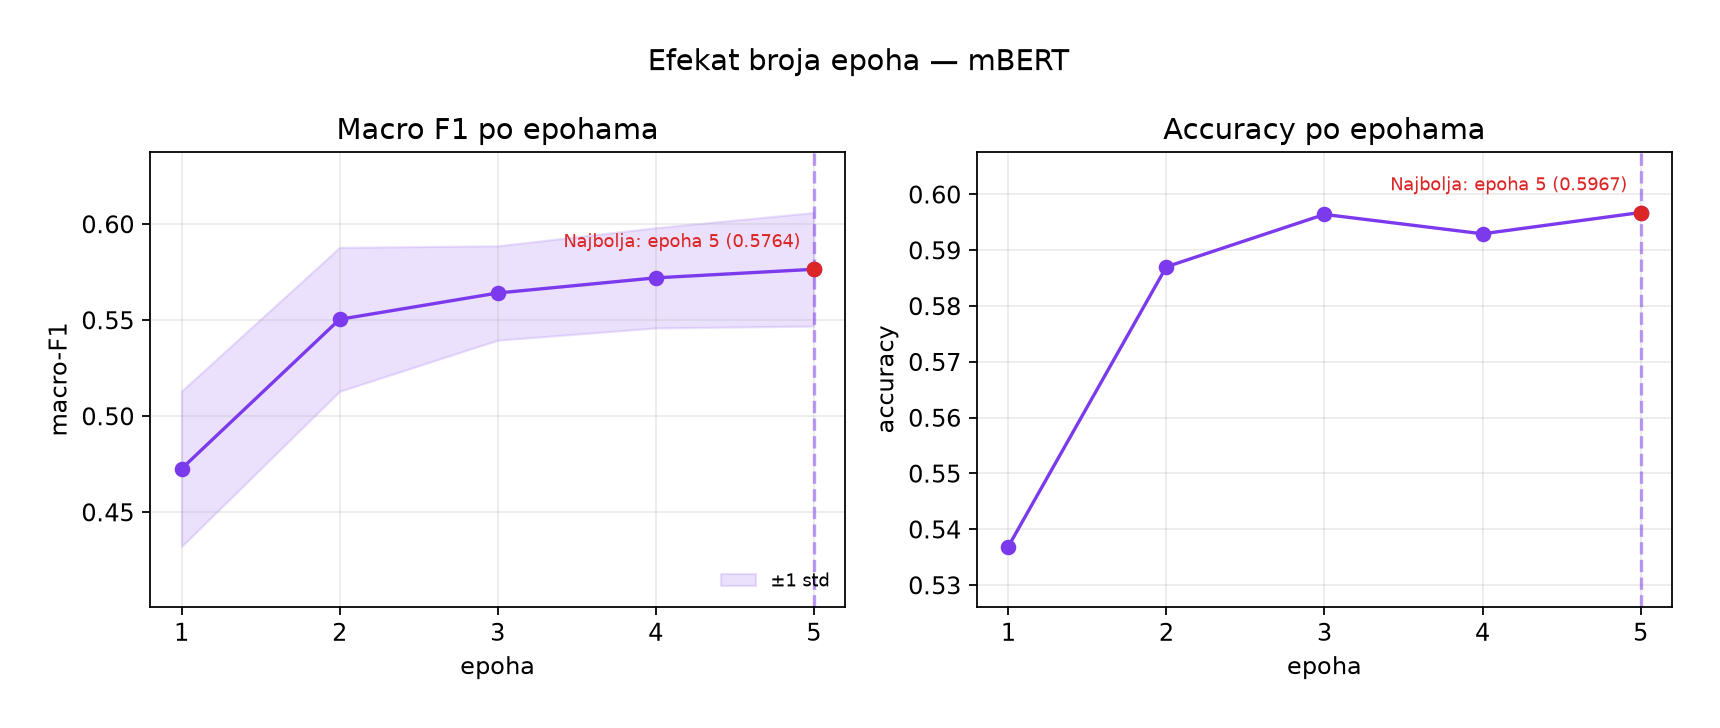 Efekat broja epoha — mBERT
Macro F1 po epohama
macro-F1
0.60
0.55
0.50
0.45
Najbolja: epoha 5 (0.5764)
±1 std
1 2 3 4 5
epoha
Accuracy po epohama
accuracy
0.60
0.59
0.58
0.57
0.56
0.55
0.54
0.53
Najbolja: epoha 5 (0.5967)
1 2 3 4 5
epoha